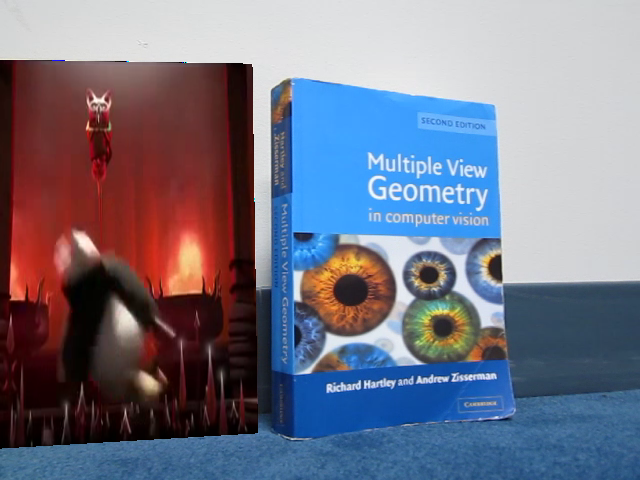 SECOND EDITION
Multiple View
Geometry
in computer vision
Richard Hartley and Andrew Zisserman
CAMBRIDGE
Hartley and
Zisserman
Multiple View Geometry